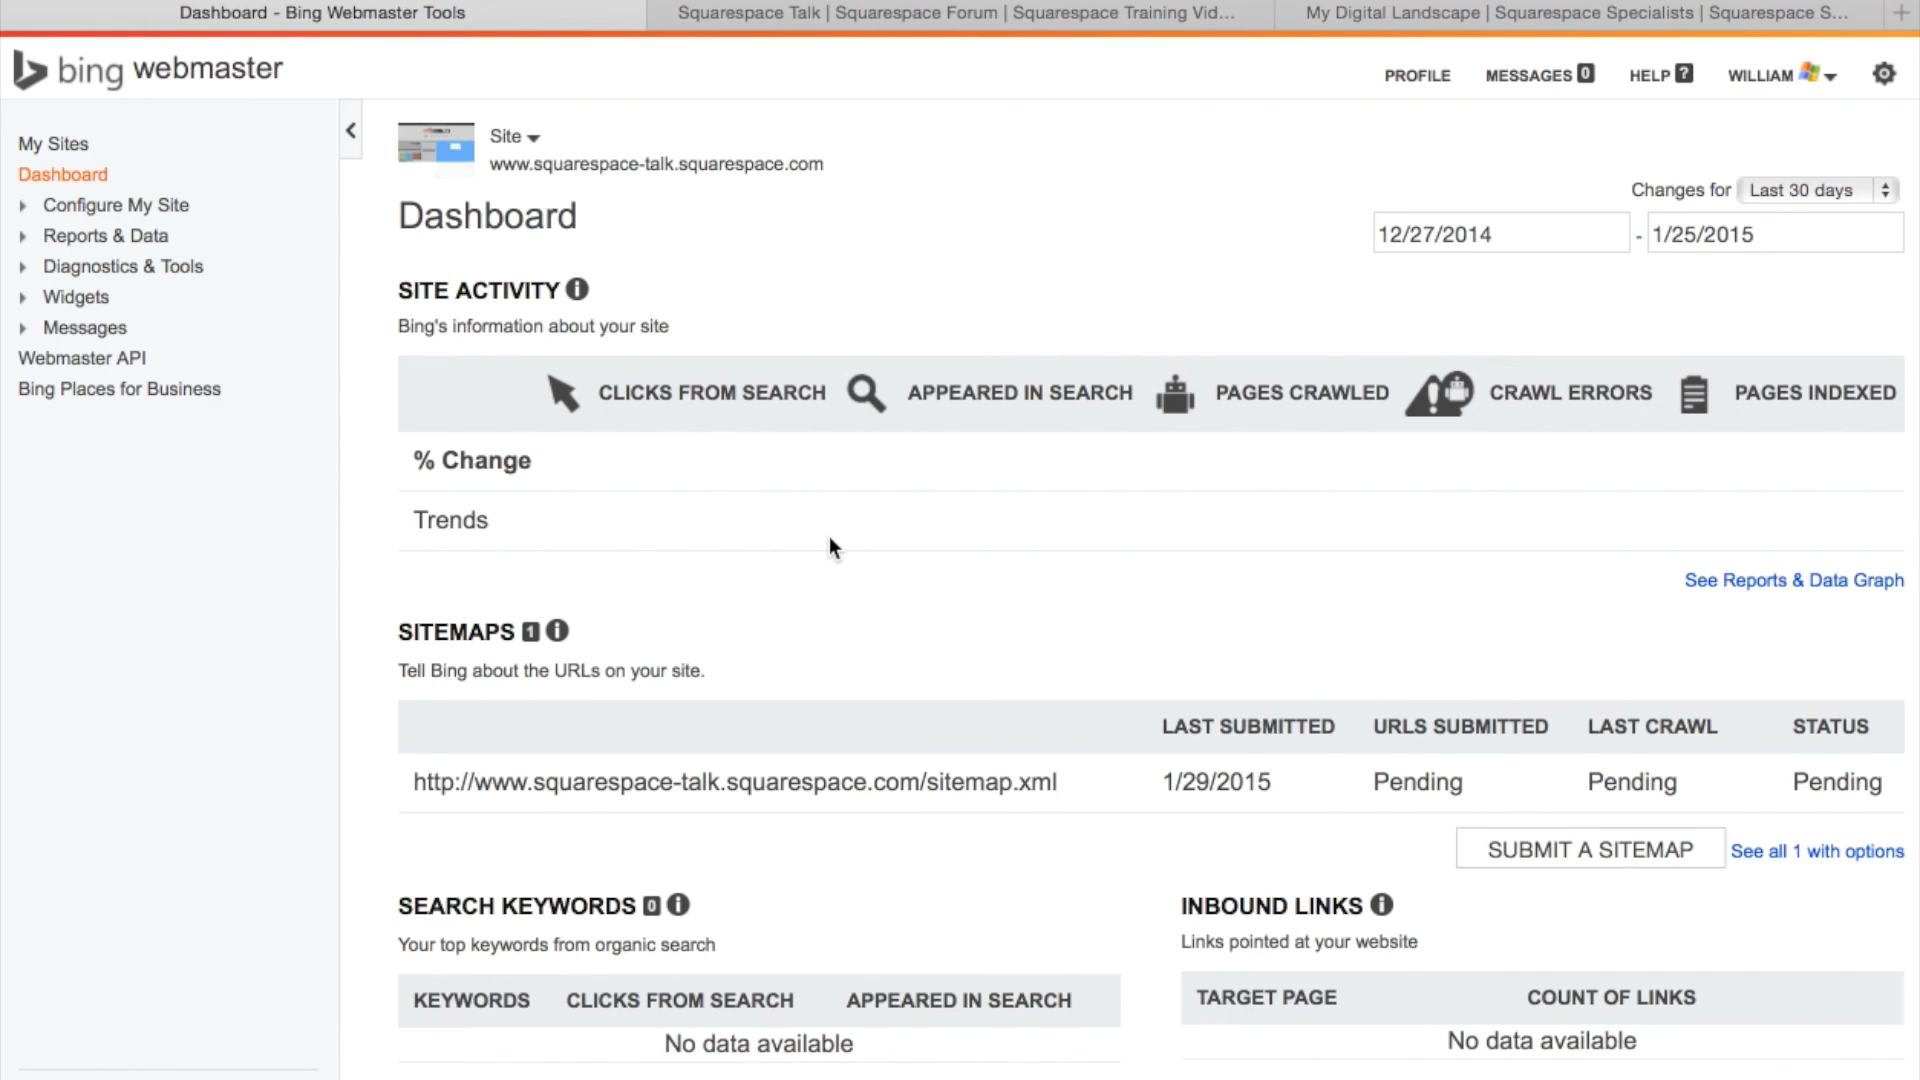 Dashboard - Bing Webmaster Tools
Squarespace Talk | Squarespace Forum | Squarespace Training Vid...
My Digital Landscape | Squarespace Specialists | Squarespace S...
bing webmaster
PROFILE
MESSAGES 0
HELP ?
WILLIAM
My Sites
Dashboard
Configure My Site
Reports & Data
Diagnostics & Tools
Widgets
Messages
Webmaster API
Bing Places for Business
Site
www.squarespace-talk.squarespace.com
Dashboard
Changes for Last 30 days
12/27/2014 - 1/25/2015
SITE ACTIVITY
Bing's information about your site
CLICKS FROM SEARCH APPEARED IN SEARCH PAGES CRAWLED CRAWL ERRORS PAGES INDEXED
% Change
Trends
See Reports & Data Graph
SITEMAPS 1
Tell Bing about the URLs on your site.
LAST SUBMITTED URLS SUBMITTED LAST CRAWL STATUS
http://www.squarespace-talk.squarespace.com/sitemap.xml 1/29/2015 Pending Pending Pending
SUBMIT A SITEMAP See all 1 with options
SEARCH KEYWORDS 0
Your top keywords from organic search
KEYWORDS CLICKS FROM SEARCH APPEARED IN SEARCH
No data available
INBOUND LINKS
Links pointed at your website
TARGET PAGE COUNT OF LINKS
No data available